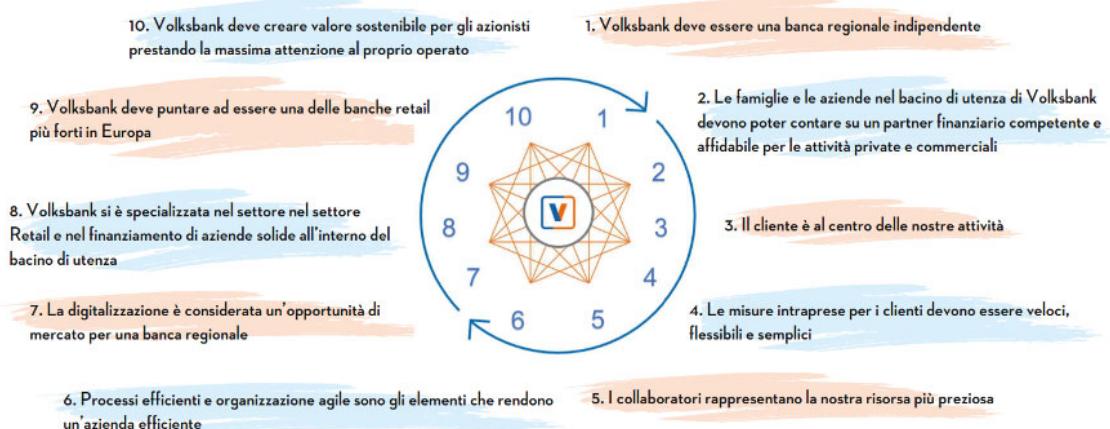 10. Volksbank deve creare valore sostenibile per gli azionisti
prestando la massima attenzione al proprio operato
1. Volksbank deve essere una banca regionale indipendente
9. Volksbank deve puntare ad essere una delle banche retail
più forti in Europa
2. Le famiglie e le aziende nel bacino di utenza di Volksbank
devono poter contare su un partner finanziario competente e
affidabile per le attività private e commerciali
8. Volksbank si è specializzata nel settore nel settore
Retail e nel finanziamento di aziende solide all'interno del
bacino di utenza
3. Il cliente è al centro delle nostre attività
7. La digitalizzazione è considerata un'opportunità di
mercato per una banca regionale
4. Le misure intraprese per i clienti devono essere veloci,
flessibili e semplici
6. Processi efficienti e organizzazione agile sono gli elementi che rendono
un'azienda efficiente
5. I collaboratori rappresentano la nostra risorsa più preziosa
10
1
9
2
8
3
7
4
6
5
V